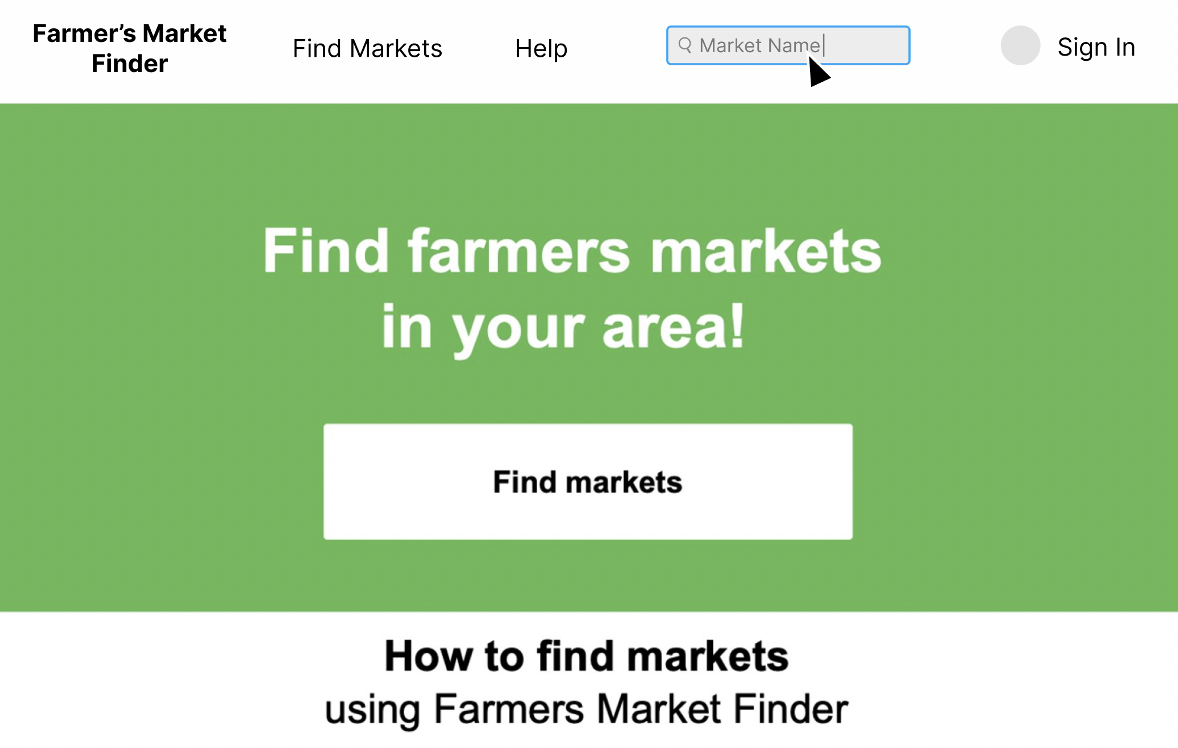 Farmer’s Market
Finder
Find Markets
Help
Market Name
Sign In
Find farmers markets
in your area!
Find markets
How to find markets
using Farmers Market Finder